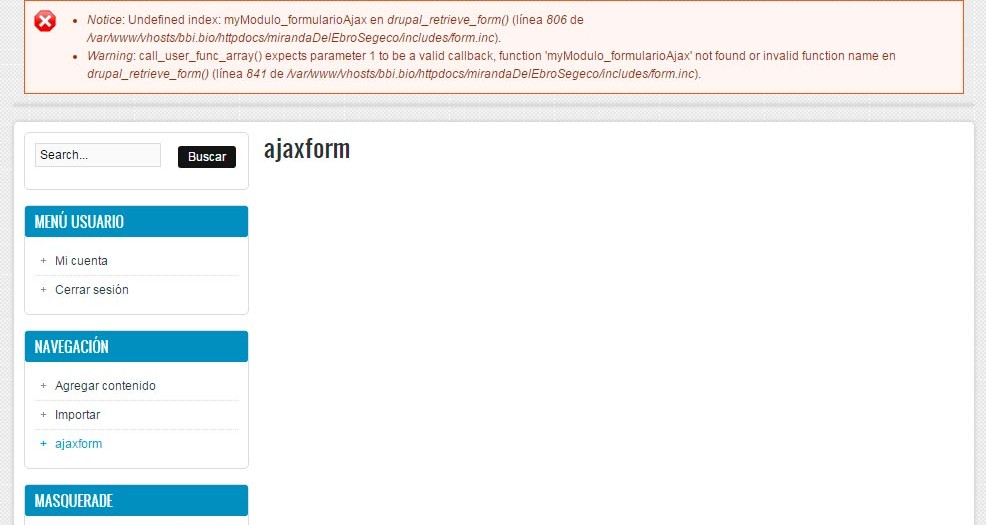 Notice: Undefined index: myModulo_formularioAjax en drupal_retrieve_form() (línea 806 de
/var/www/vhosts/bbi.bio/httpdocs/mirandaDelEbroSegeco/includes/form.inc).
Warning: call_user_func_array() expects parameter 1 to be a valid callback, function 'myModulo_formularioAjax' not found or invalid function name en
drupal_retrieve_form() (línea 841 de /var/www/vhosts/bbi.bio/httpdocs/mirandaDelEbroSegeco/includes/form.inc).
Search...
Buscar
ajaxform
MENÚ USUARIO
Mi cuenta
Cerrar sesión
NAVEGACIÓN
Agregar contenido
Importar
ajaxform
MASQUERADE